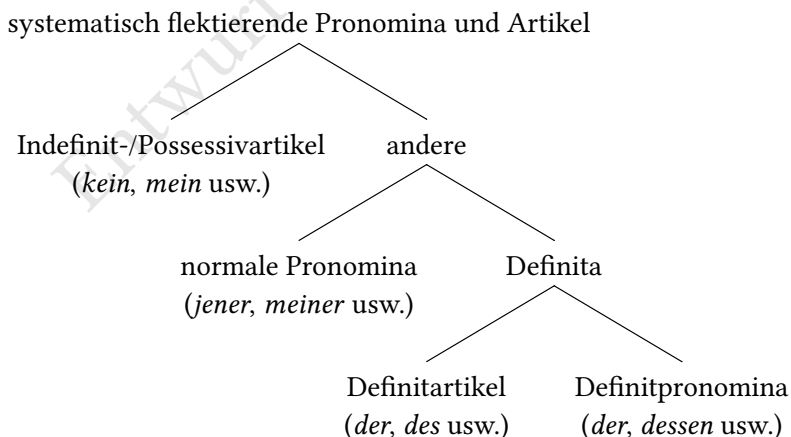 systematisch flektierende Pronomina und Artikel
Indefinit-/Possessivartikel andere
(kein, mein usw.)
normale Pronomina Definita
(jener, meiner usw.)
Definitartikel Definitpronomina
(der, des usw.) (der, dessen usw.)